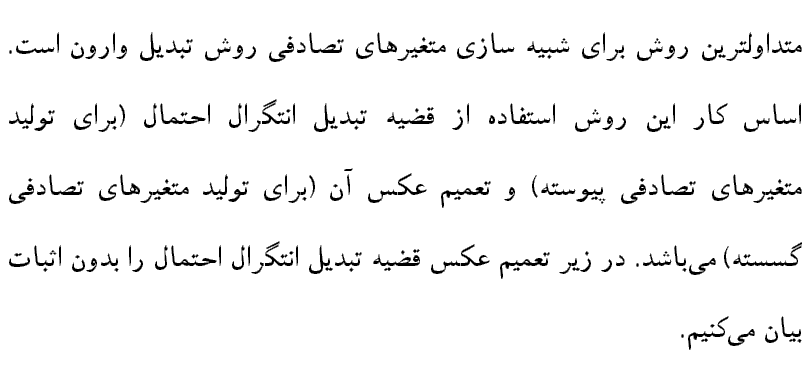 متداولترین روش برای شبیه سازی متغیرهای تصادفی روش تبدیل وارون است.
اساس کار این روش استفاده از قضیه تبدیل انتگرال احتمال (برای تولید
متغیرهای تصادفی پیوسته) و تعمیم عکس آن (برای تولید متغیرهای تصادفی
گسسته) می‌باشد. در زیر تعمیم عکس قضیه تبدیل انتگرال احتمال را بدون اثبات
بیان می‌کنیم.